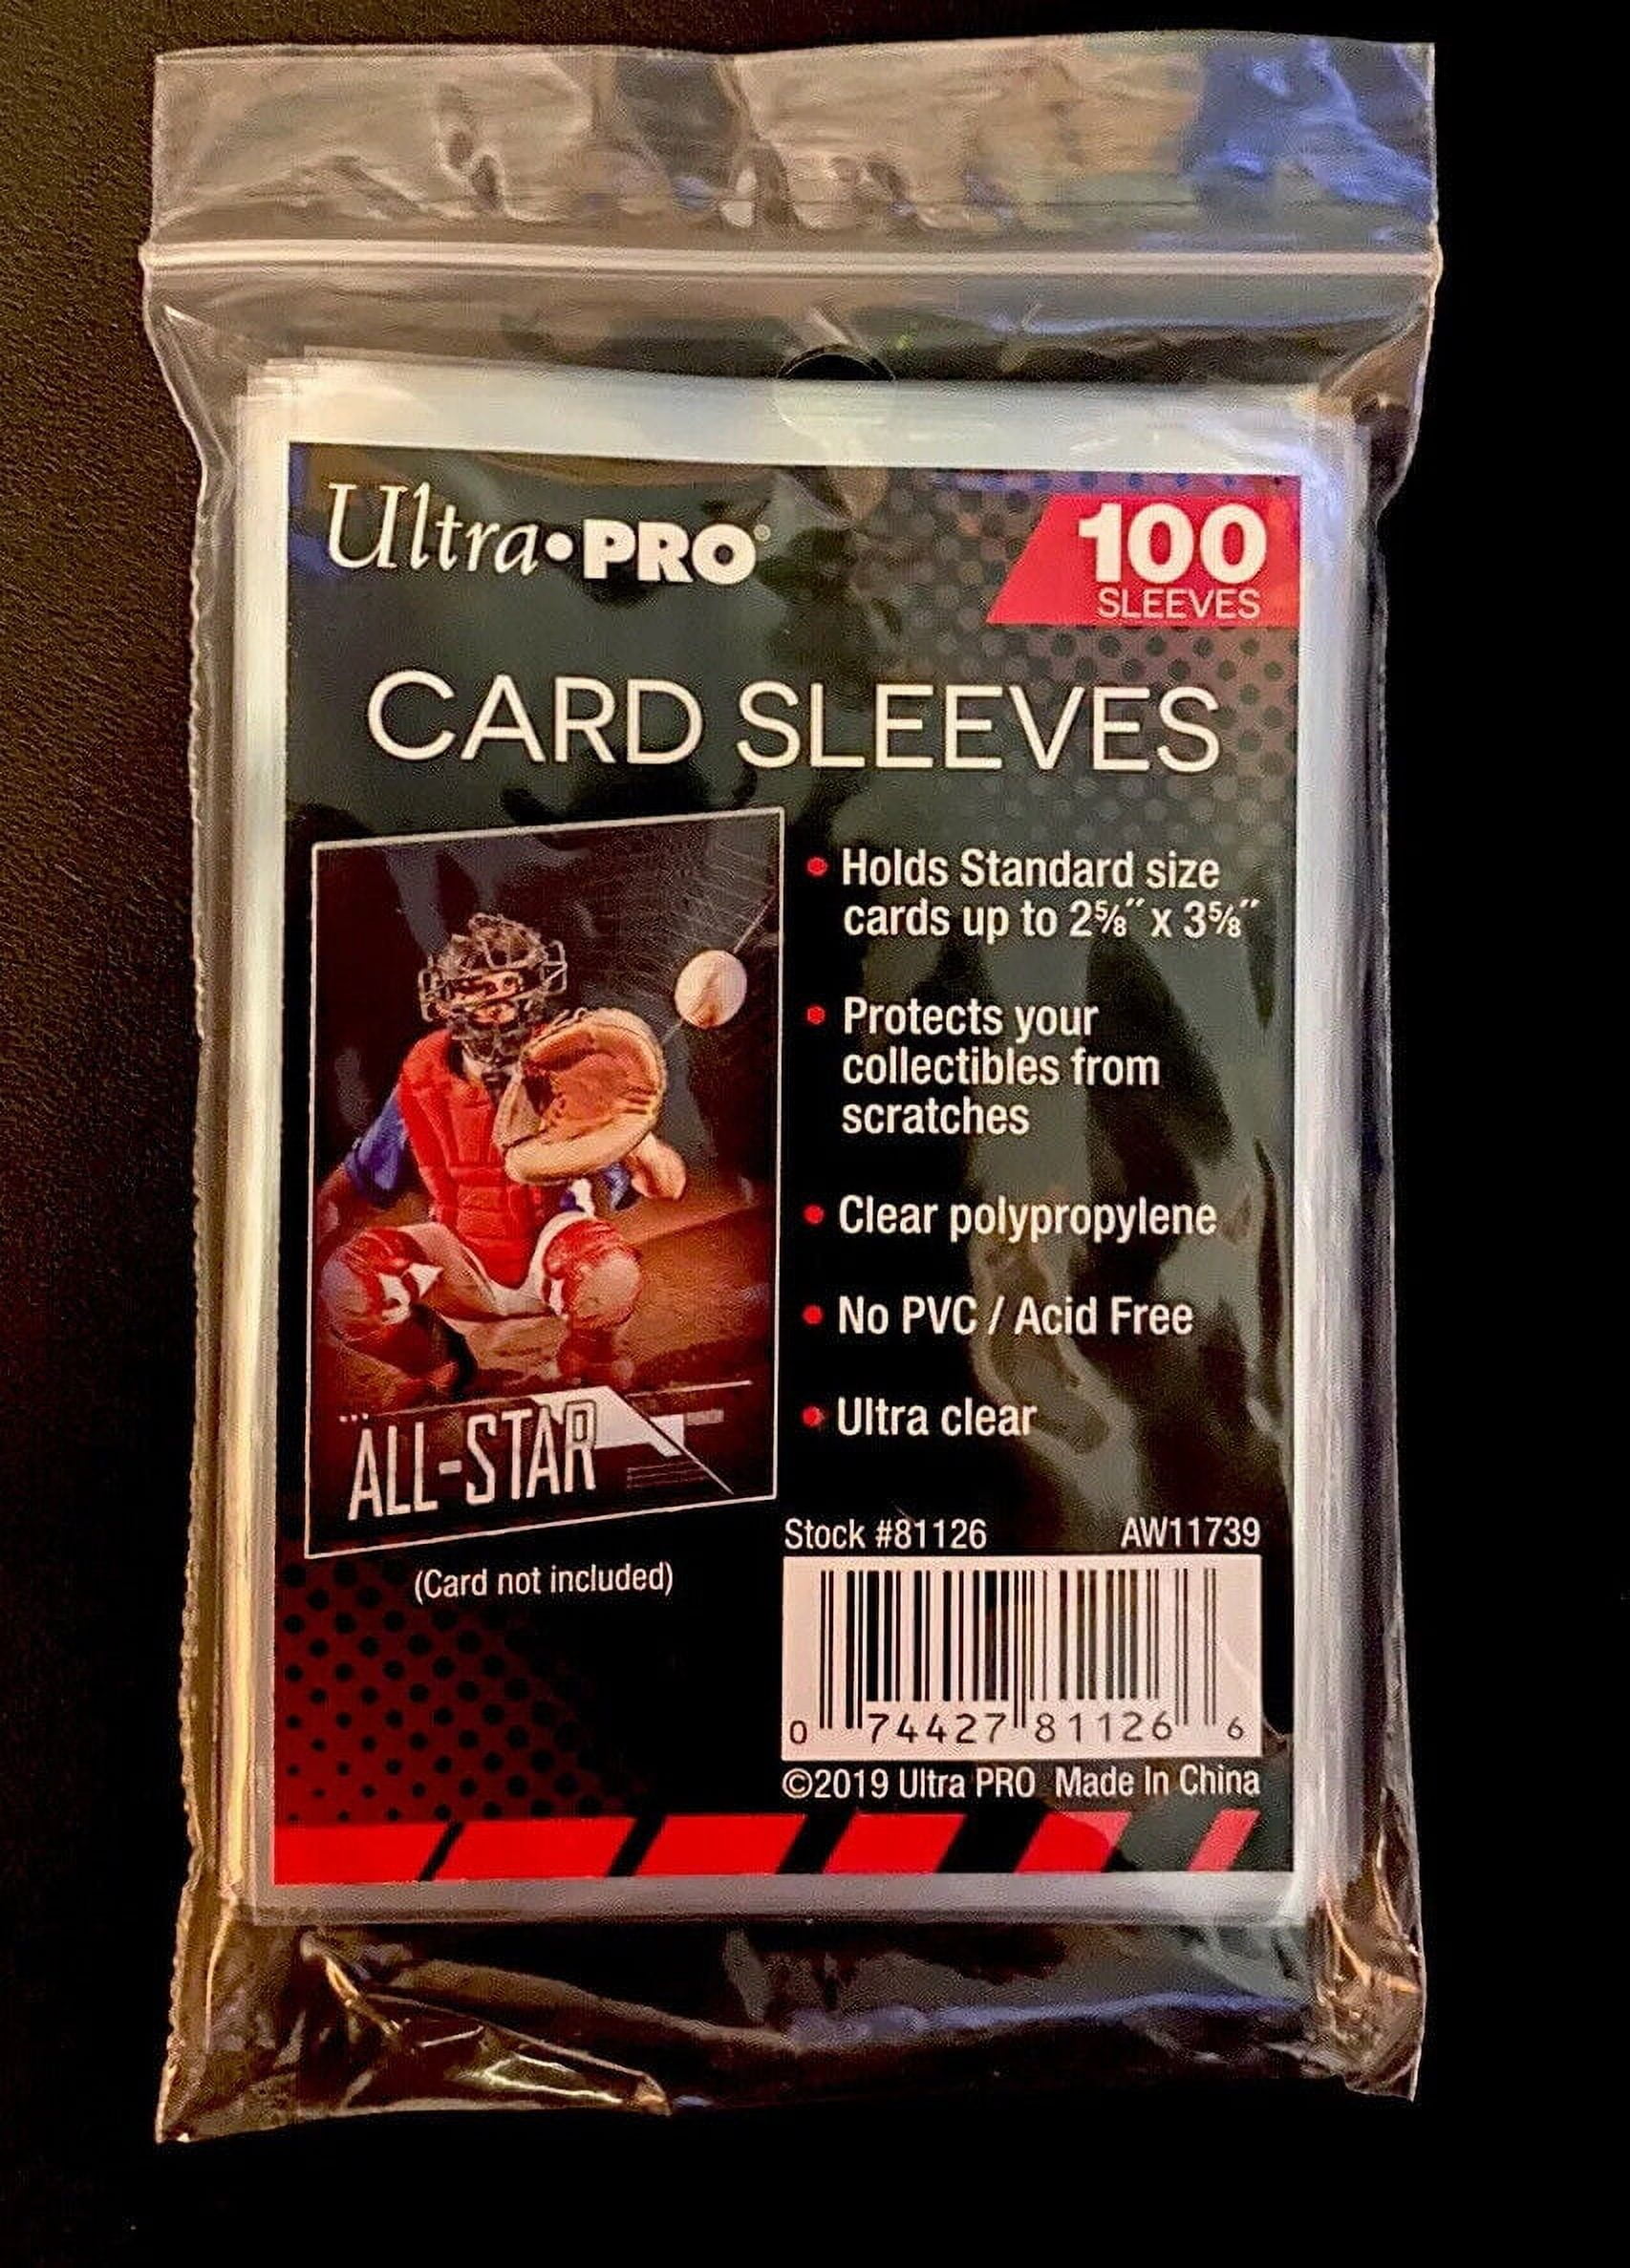 Ultra•PRO®
100
SLEEVES
CARD SLEEVES
• Holds Standard size
cards up to 2⅝″ x 3⅝″
• Protects your
collectibles from
scratches
• Clear polypropylene
• No PVC / Acid Free
• Ultra clear
ALL-STAR
(Card not included)
Stock #81126 AW11739
0 74427 81126 6
©2019 Ultra PRO Made In China